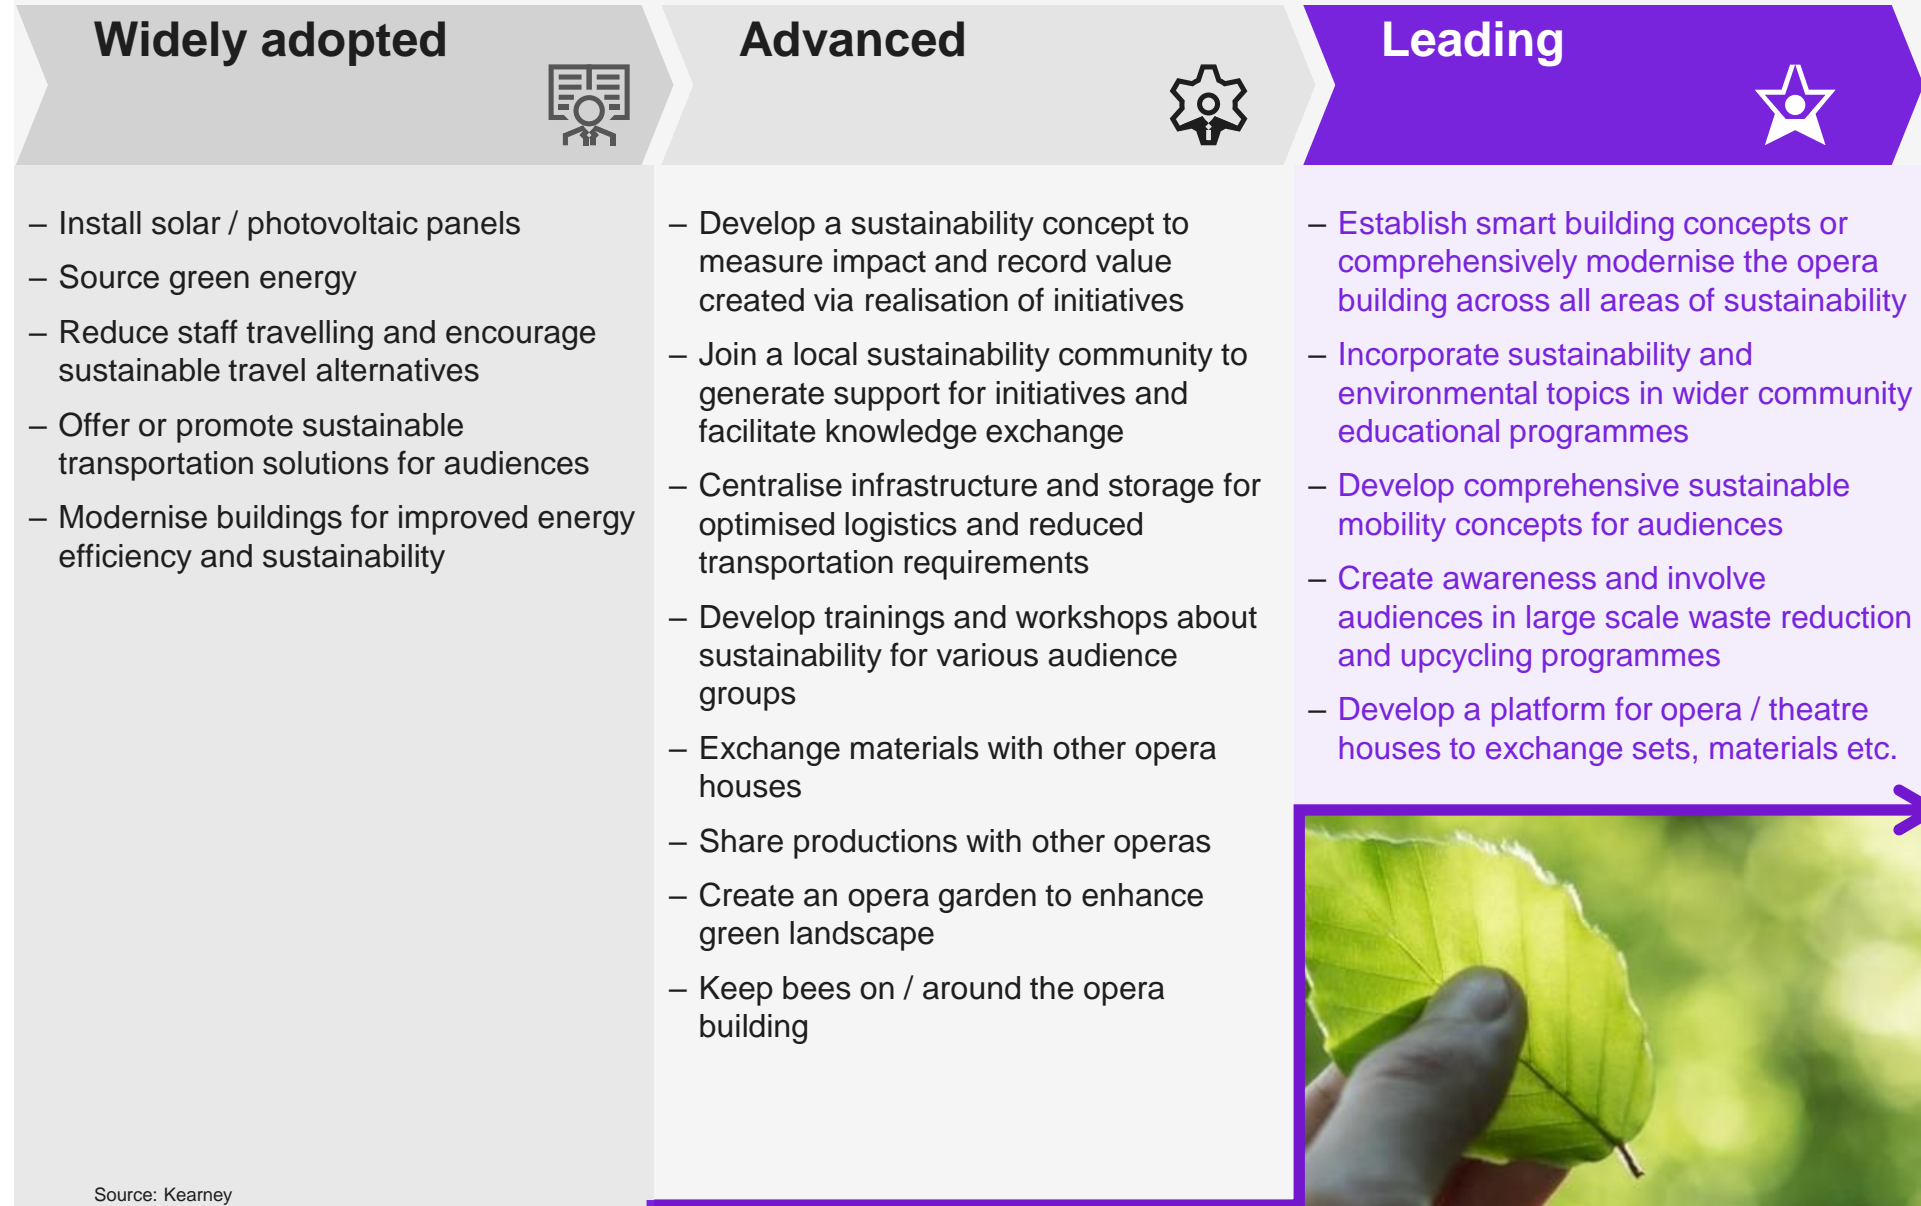 Widely adopted
– Install solar / photovoltaic panels
– Source green energy
– Reduce staff travelling and encourage
sustainable travel alternatives
– Offer or promote sustainable
transportation solutions for audiences
– Modernise buildings for improved energy
efficiency and sustainability
Advanced
– Develop a sustainability concept to
measure impact and record value
created via realisation of initiatives
– Join a local sustainability community to
generate support for initiatives and
facilitate knowledge exchange
– Centralise infrastructure and storage for
optimised logistics and reduced
transportation requirements
– Develop trainings and workshops about
sustainability for various audience
groups
– Exchange materials with other opera
houses
– Share productions with other operas
– Create an opera garden to enhance
green landscape
– Keep bees on / around the opera
building
Leading
– Establish smart building concepts or
comprehensively modernise the opera
building across all areas of sustainability
– Incorporate sustainability and
environmental topics in wider community
educational programmes
– Develop comprehensive sustainable
mobility concepts for audiences
– Create awareness and involve
audiences in large scale waste reduction
and upcycling programmes
– Develop a platform for opera / theatre
houses to exchange sets, materials etc.
Source: Kearney